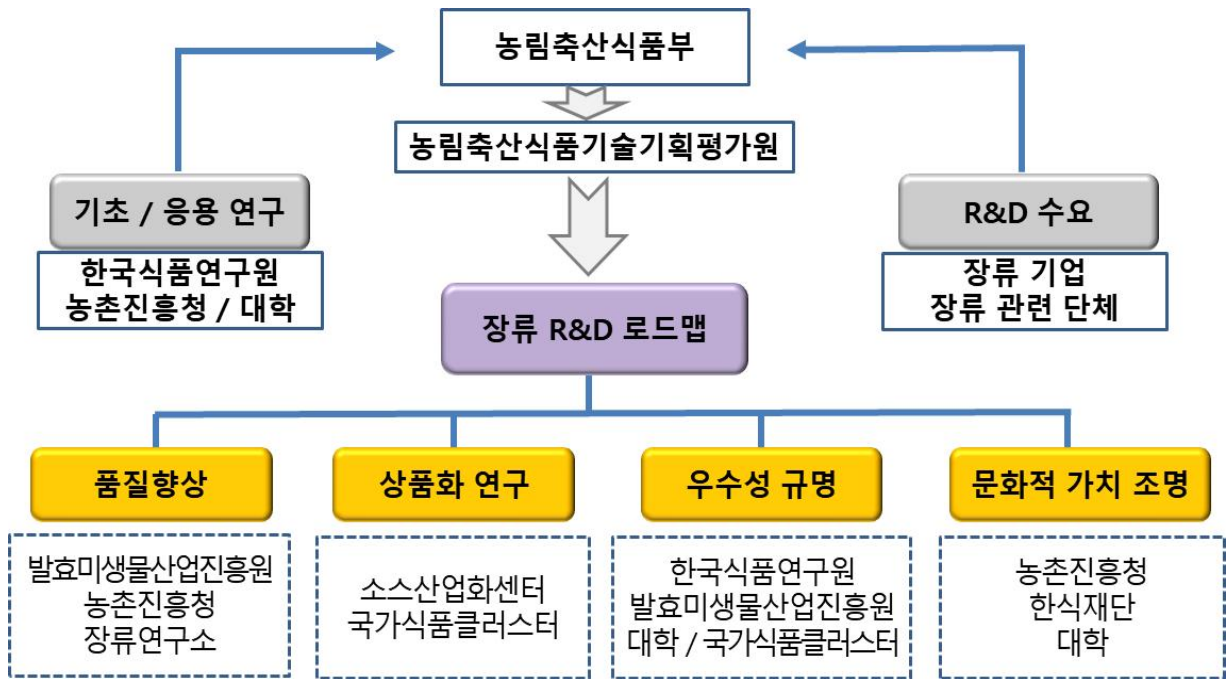 농림축산식품부
농림축산식품기술기획평가원
기초 / 응용 연구
한국식품연구원
농촌진흥청 / 대학
R&D 수요
장류 기업
장류 관련 단체
장류 R&D 로드맵
품질향상
발효미생물산업진흥원
농촌진흥청
장류연구소
상품화 연구
소스산업화센터
국가식품클러스터
우수성 규명
한국식품연구원
발효미생물산업진흥원
대학 / 국가식품클러스터
문화적 가치 조명
농촌진흥청
한식재단
대학